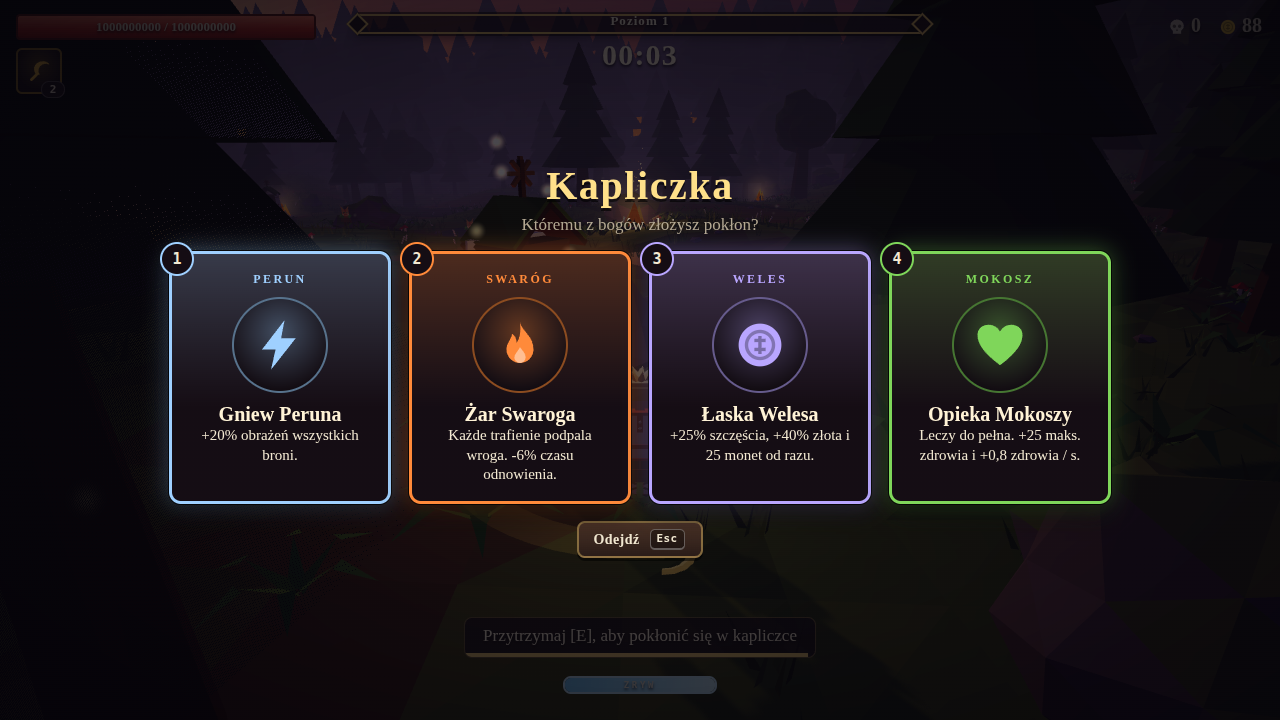 1000000000 / 1000000000
Poziom 1
0
88
00:03
2
Kapliczka
Któremu z bogów złożysz pokłon?
1
PERUN
Gniew Peruna
+20% obrażeń wszystkich
broni.
2
SWARÓG
Żar Swaroga
Każde trafienie podpala
wroga. -6% czasu
odnowienia.
3
WELES
Łaska Welesa
+25% szczęścia, +40% złota i
25 monet od razu.
4
MOKOSZ
Opieka Mokoszy
Leczy do pełna. +25 maks.
zdrowia i +0,8 zdrowia / s.
Odejdź Esc
Przytrzymaj [E], aby pokłonić się w kapliczce